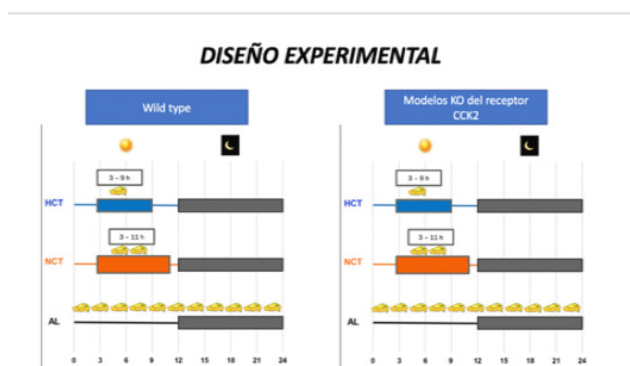 DISEÑO EXPERIMENTAL
Wild type
3 - 9 h
HCT
3 - 11 h
NCT
AL
0 3 6 9 12 15 18 21 24
Modelos KO del receptor
CCK2
3 - 9 h
HCT
3 - 11 h
NCT
AL
0 3 6 9 12 15 18 21 24